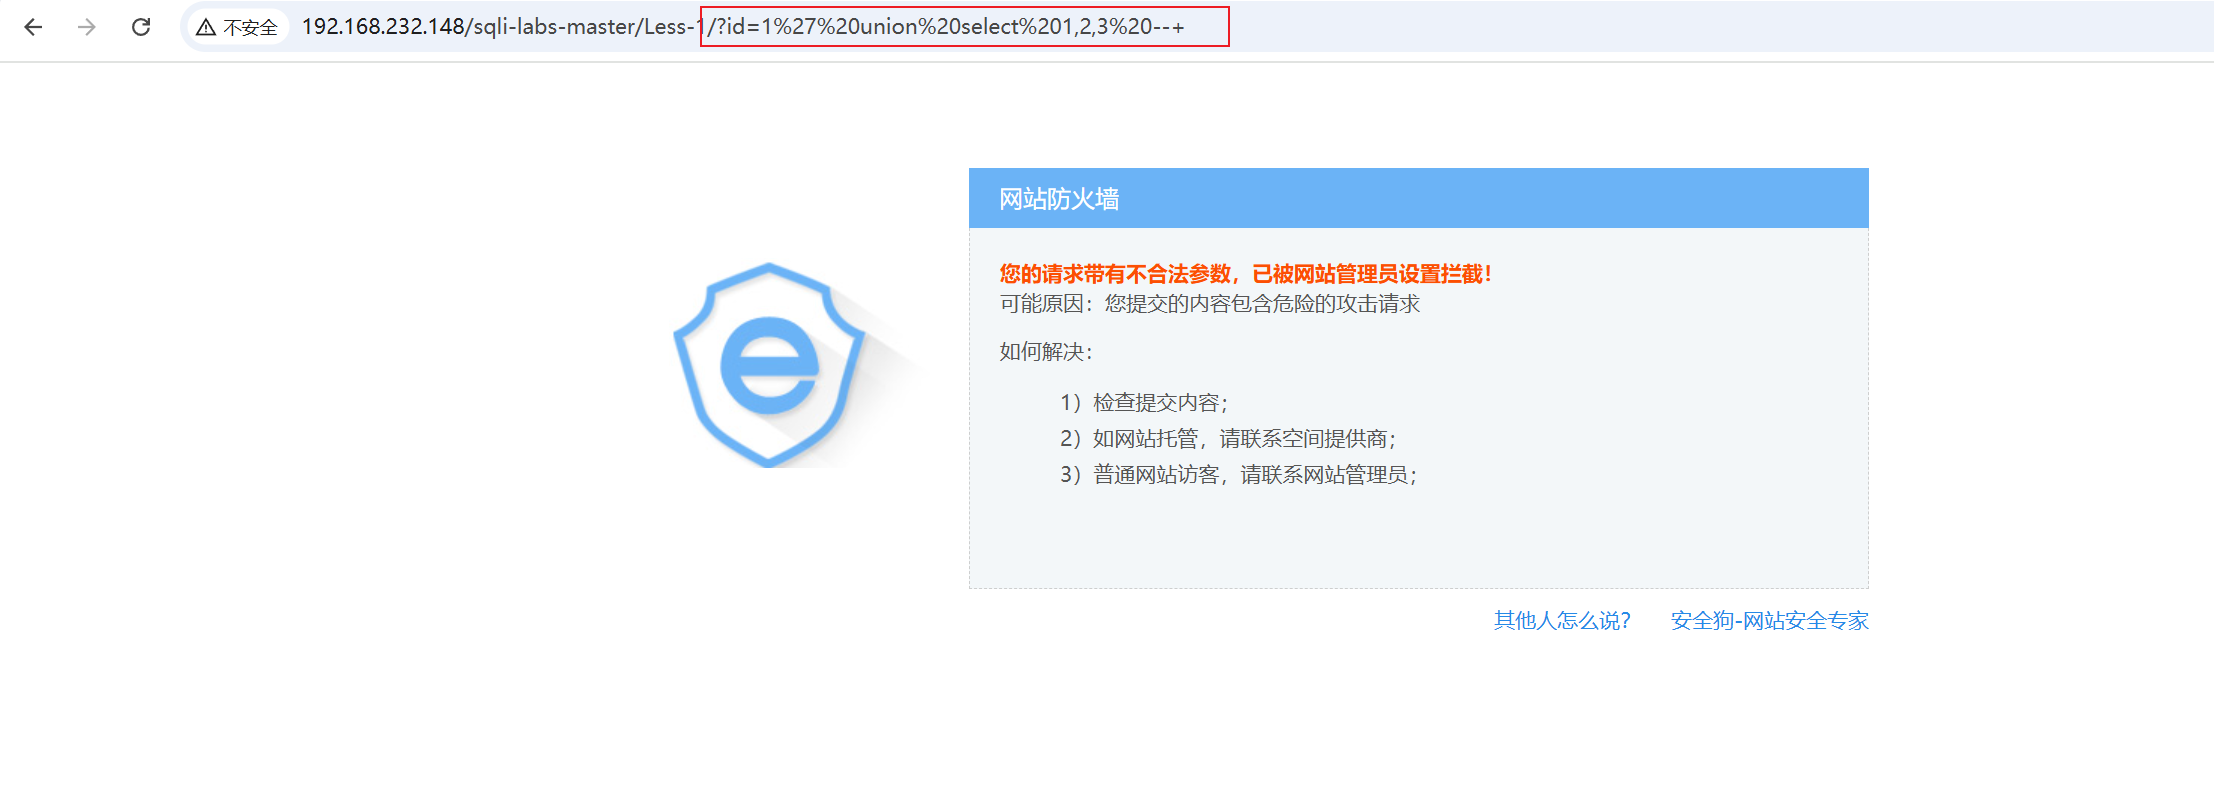 不安全 192.168.232.148/sqli-labs-master/Less-1/?id=1%27%20union%20select%201,2,3%20--+
网站防火墙
您的请求带有不合法参数，已被网站管理员设置拦截！
可能原因：您提交的内容包含危险的攻击请求
如何解决：
1）检查提交内容；
2）如网站托管，请联系空间提供商；
3）普通网站访客，请联系网站管理员；
其他人怎么说？ 安全狗-网站安全专家